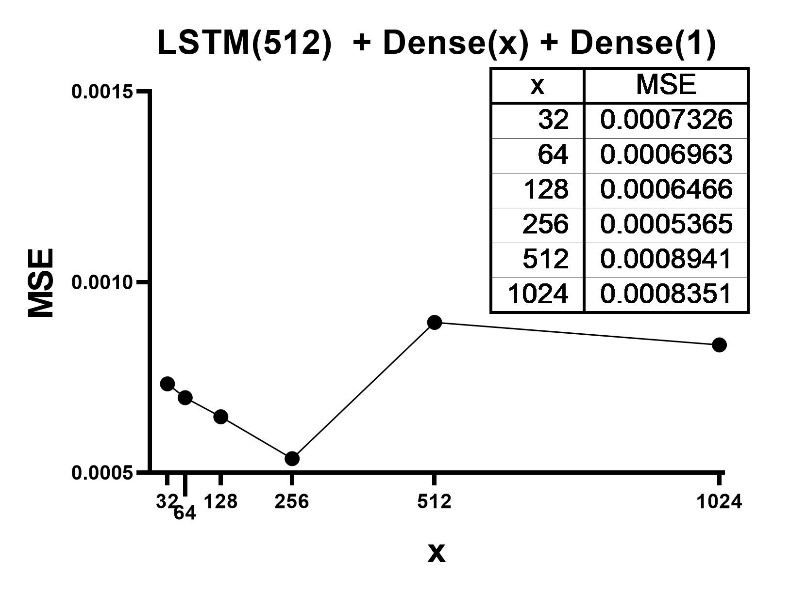 LSTM(512) + Dense(x) + Dense(1)
x MSE
32 0.0007326
64 0.0006963
128 0.0006466
256 0.0005365
512 0.0008941
1024 0.0008351
0.0015
0.0010
0.0005
MSE
32 64 128 256 512 1024
x